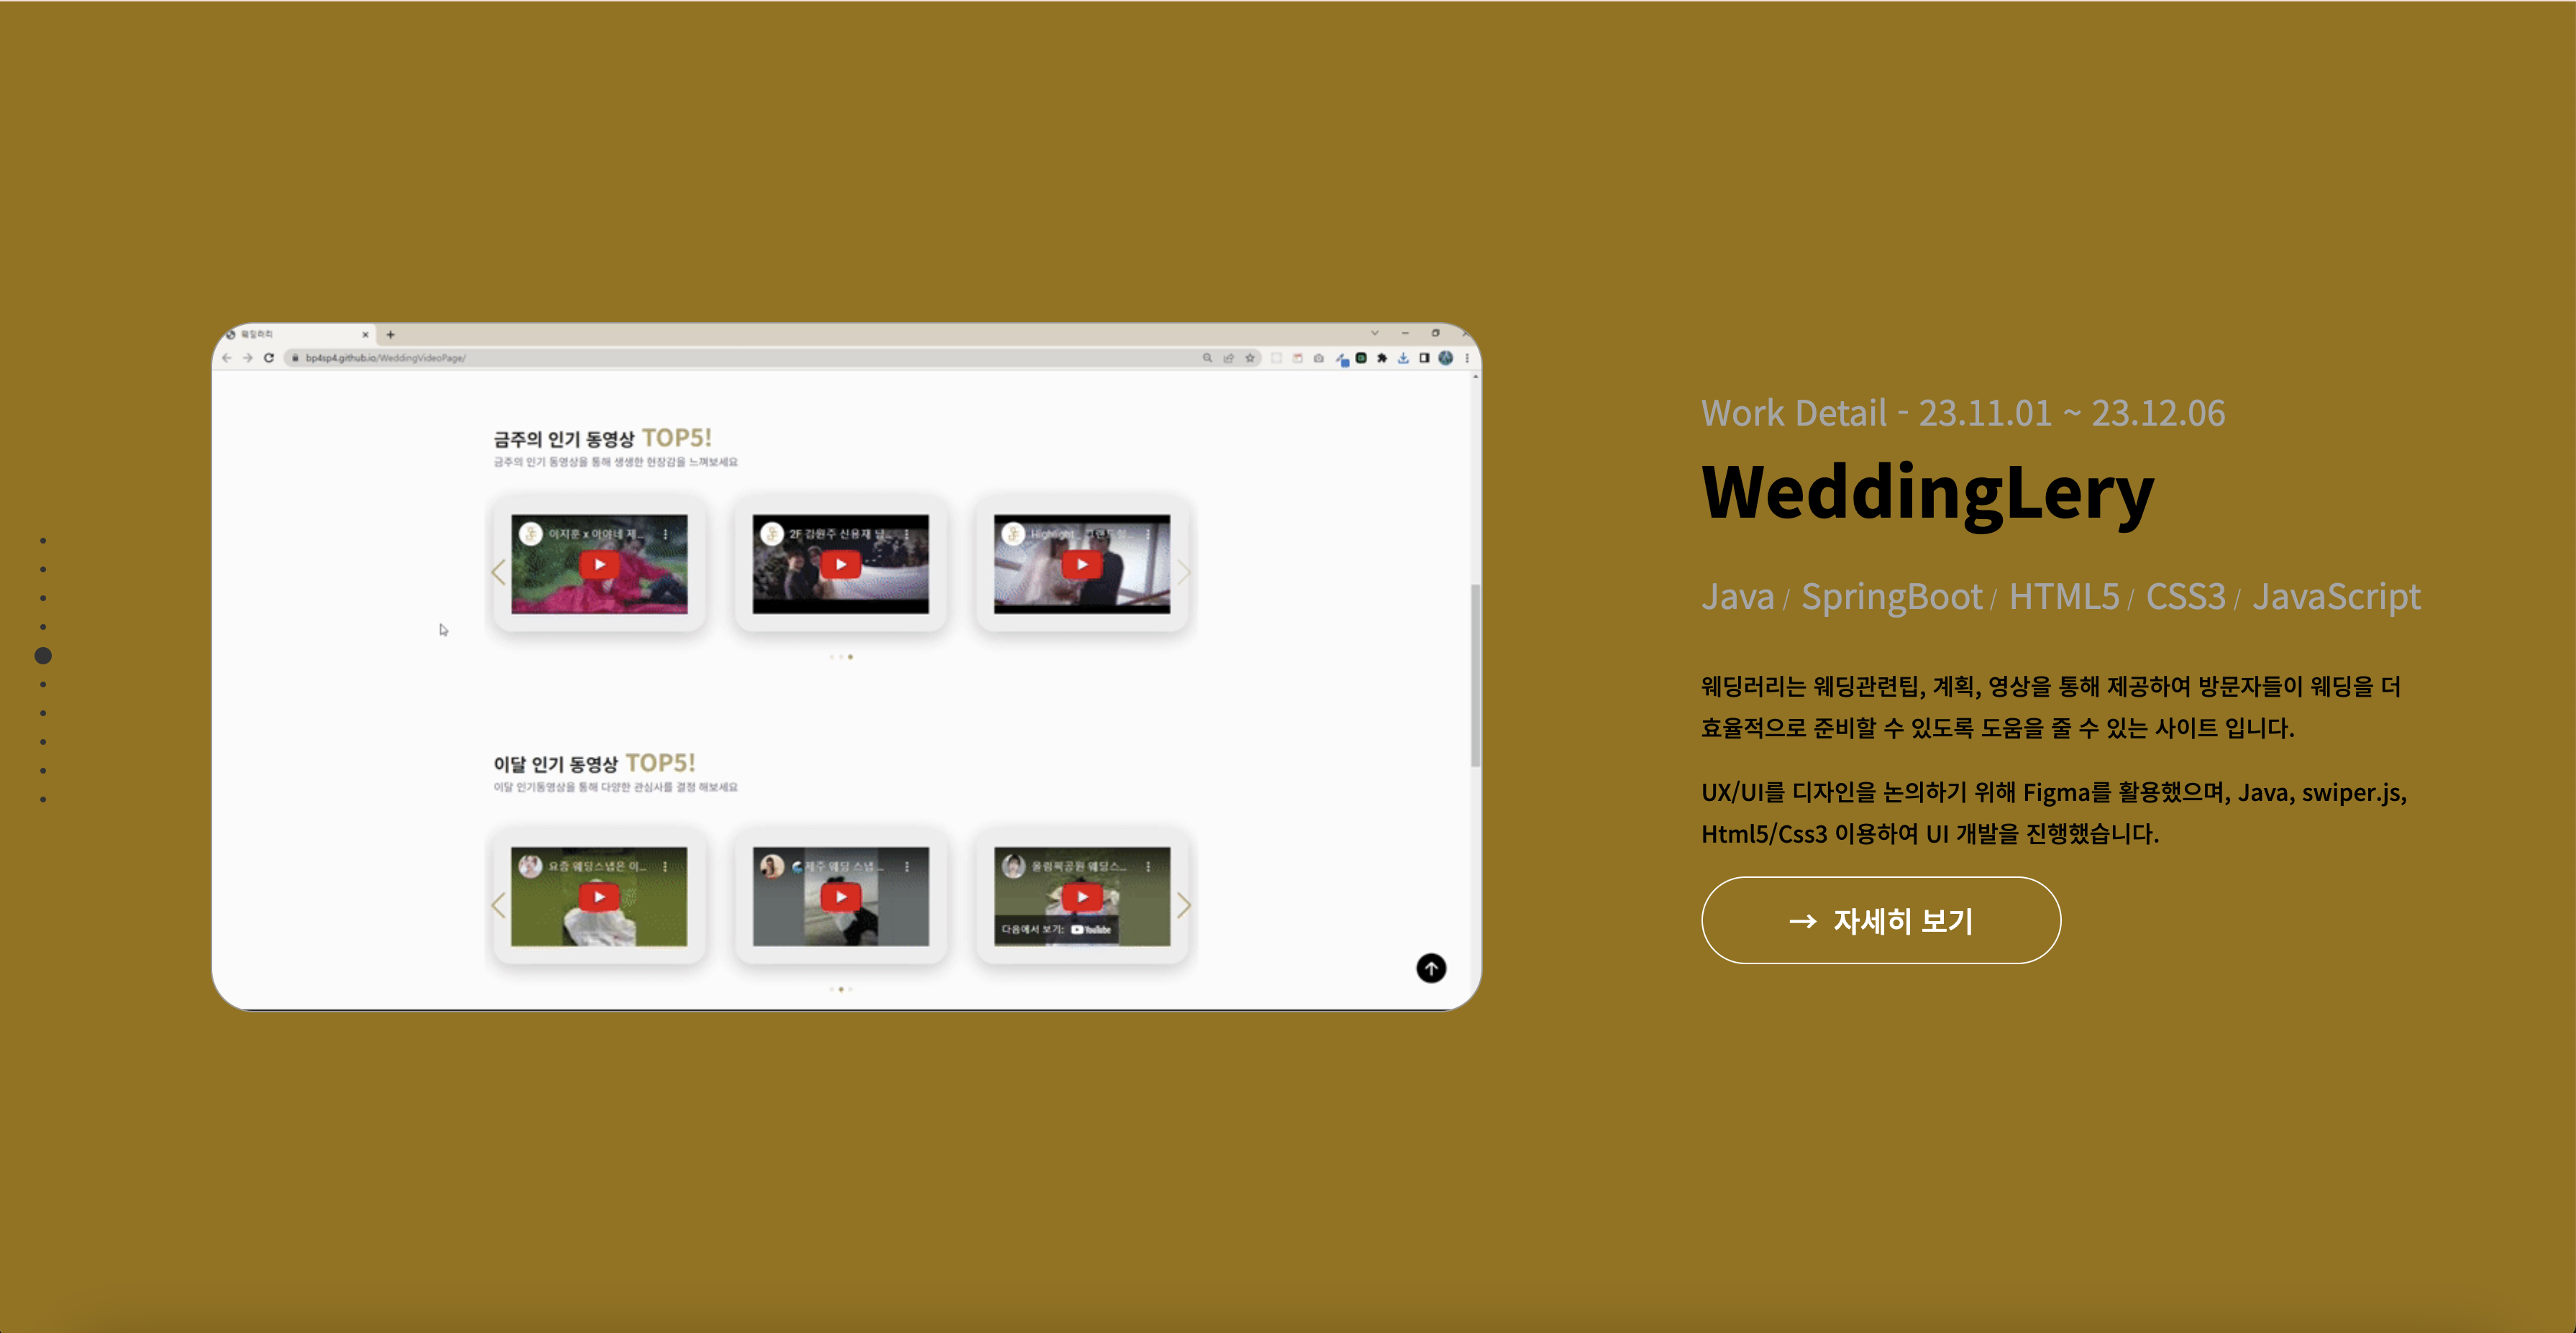 웨딩러리
bp4sp4.github.io/WeddingVideoPage/
금주의 인기 동영상 TOP5!
금주의 인기 동영상을 통해 생생한 현장감을 느껴보세요
이지훈 x 아야네 제...
2F 김원주 신용재 님...
Highlight
이달 인기 동영상 TOP5!
이달 인기동영상을 통해 다양한 관심사를 결정 해보세요
요즘 웨딩스냅은 이...
제주 웨딩 스냅 ...
올림픽공원 웨딩스...
다음에서 보기: YouTube
Work Detail - 23.11.01 ~ 23.12.06
WeddingLery
Java / SpringBoot / HTML5 / CSS3 / JavaScript
웨딩러리는 웨딩관련팁, 계획, 영상을 통해 제공하여 방문자들이 웨딩을 더
효율적으로 준비할 수 있도록 도움을 줄 수 있는 사이트 입니다.
UX/UI를 디자인을 논의하기 위해 Figma를 활용했으며, Java, swiper.js,
Html5/Css3 이용하여 UI 개발을 진행했습니다.
→ 자세히 보기